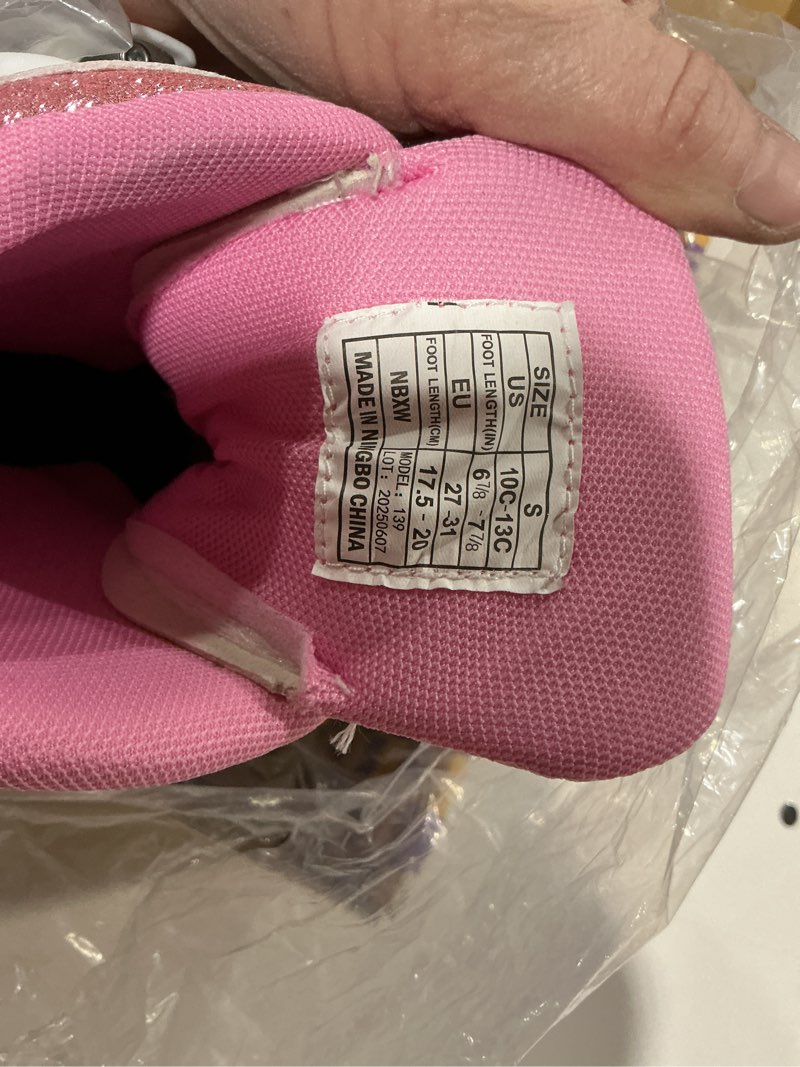 SIZE S
US 10C-13C
FOOT LENGTH(IN) 6 7/8 - 7 7/8
EU 27 -31
FOOT LENGTH(CM) 17.5 - 20
NBXW MODEL: 139
LOT: 20250607
MADE IN NINGBO CHINA